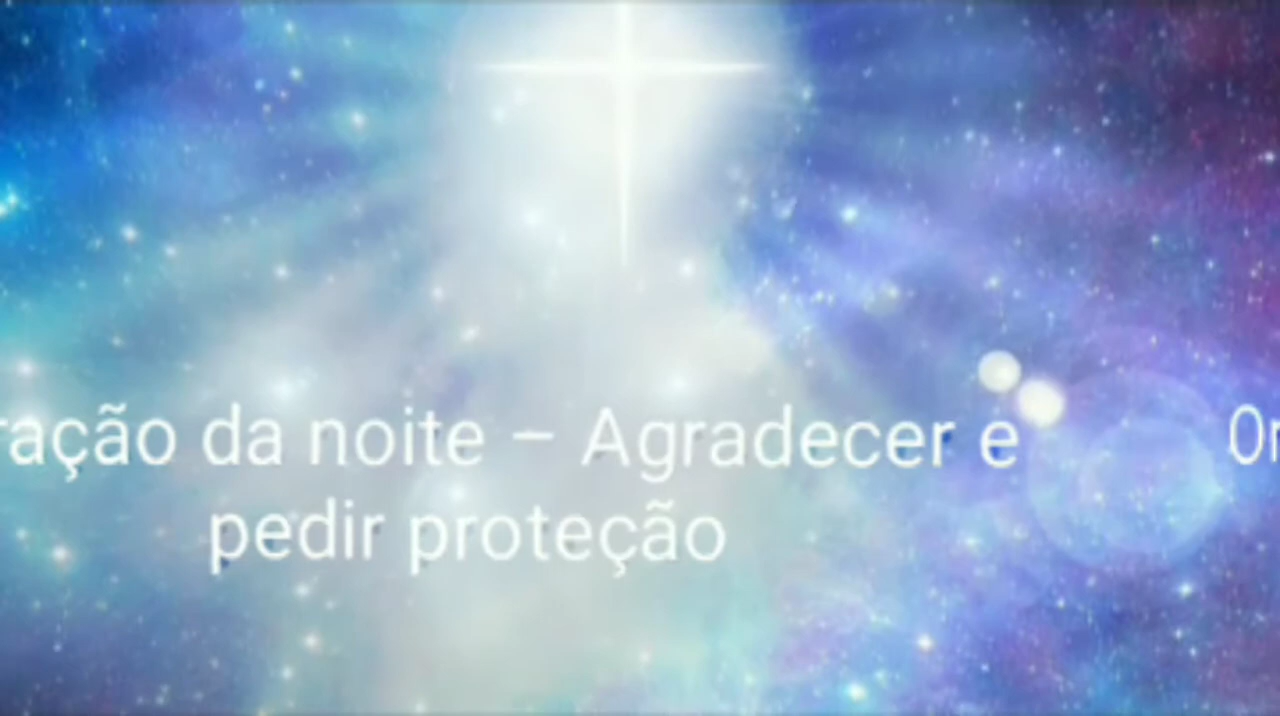 ração da noite – Agradecer e
pedir proteção